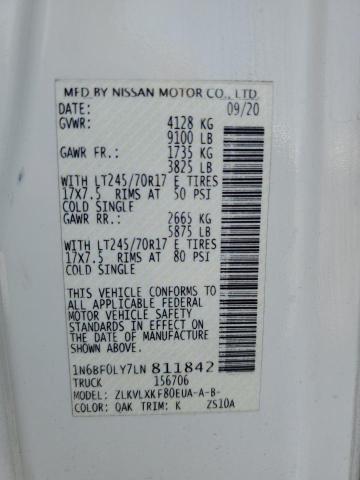 MFD BY NISSAN MOTOR CO., LTD.
DATE: 09/20
GVWR: 4128 KG
9100 LB
GAWR FR.: 1735 KG
3825 LB
WITH LT245/70R17 E TIRES
17X7.5 RIMS AT 50 PSI
COLD SINGLE
GAWR RR.: 2665 KG
5875 LB
WITH LT245/70R17 E TIRES
17X7.5 RIMS AT 80 PSI
COLD SINGLE
THIS VEHICLE CONFORMS TO
ALL APPLICABLE FEDERAL
MOTOR VEHICLE SAFETY
STANDARDS IN EFFECT ON
THE DATE OF MANUFACTURE
SHOWN ABOVE.
1N6BF0LY7LN 811842
TRUCK 156706
MODEL: ZLKVLXKF80EUA-A-B-
COLOR: QAK TRIM: K ZS10A